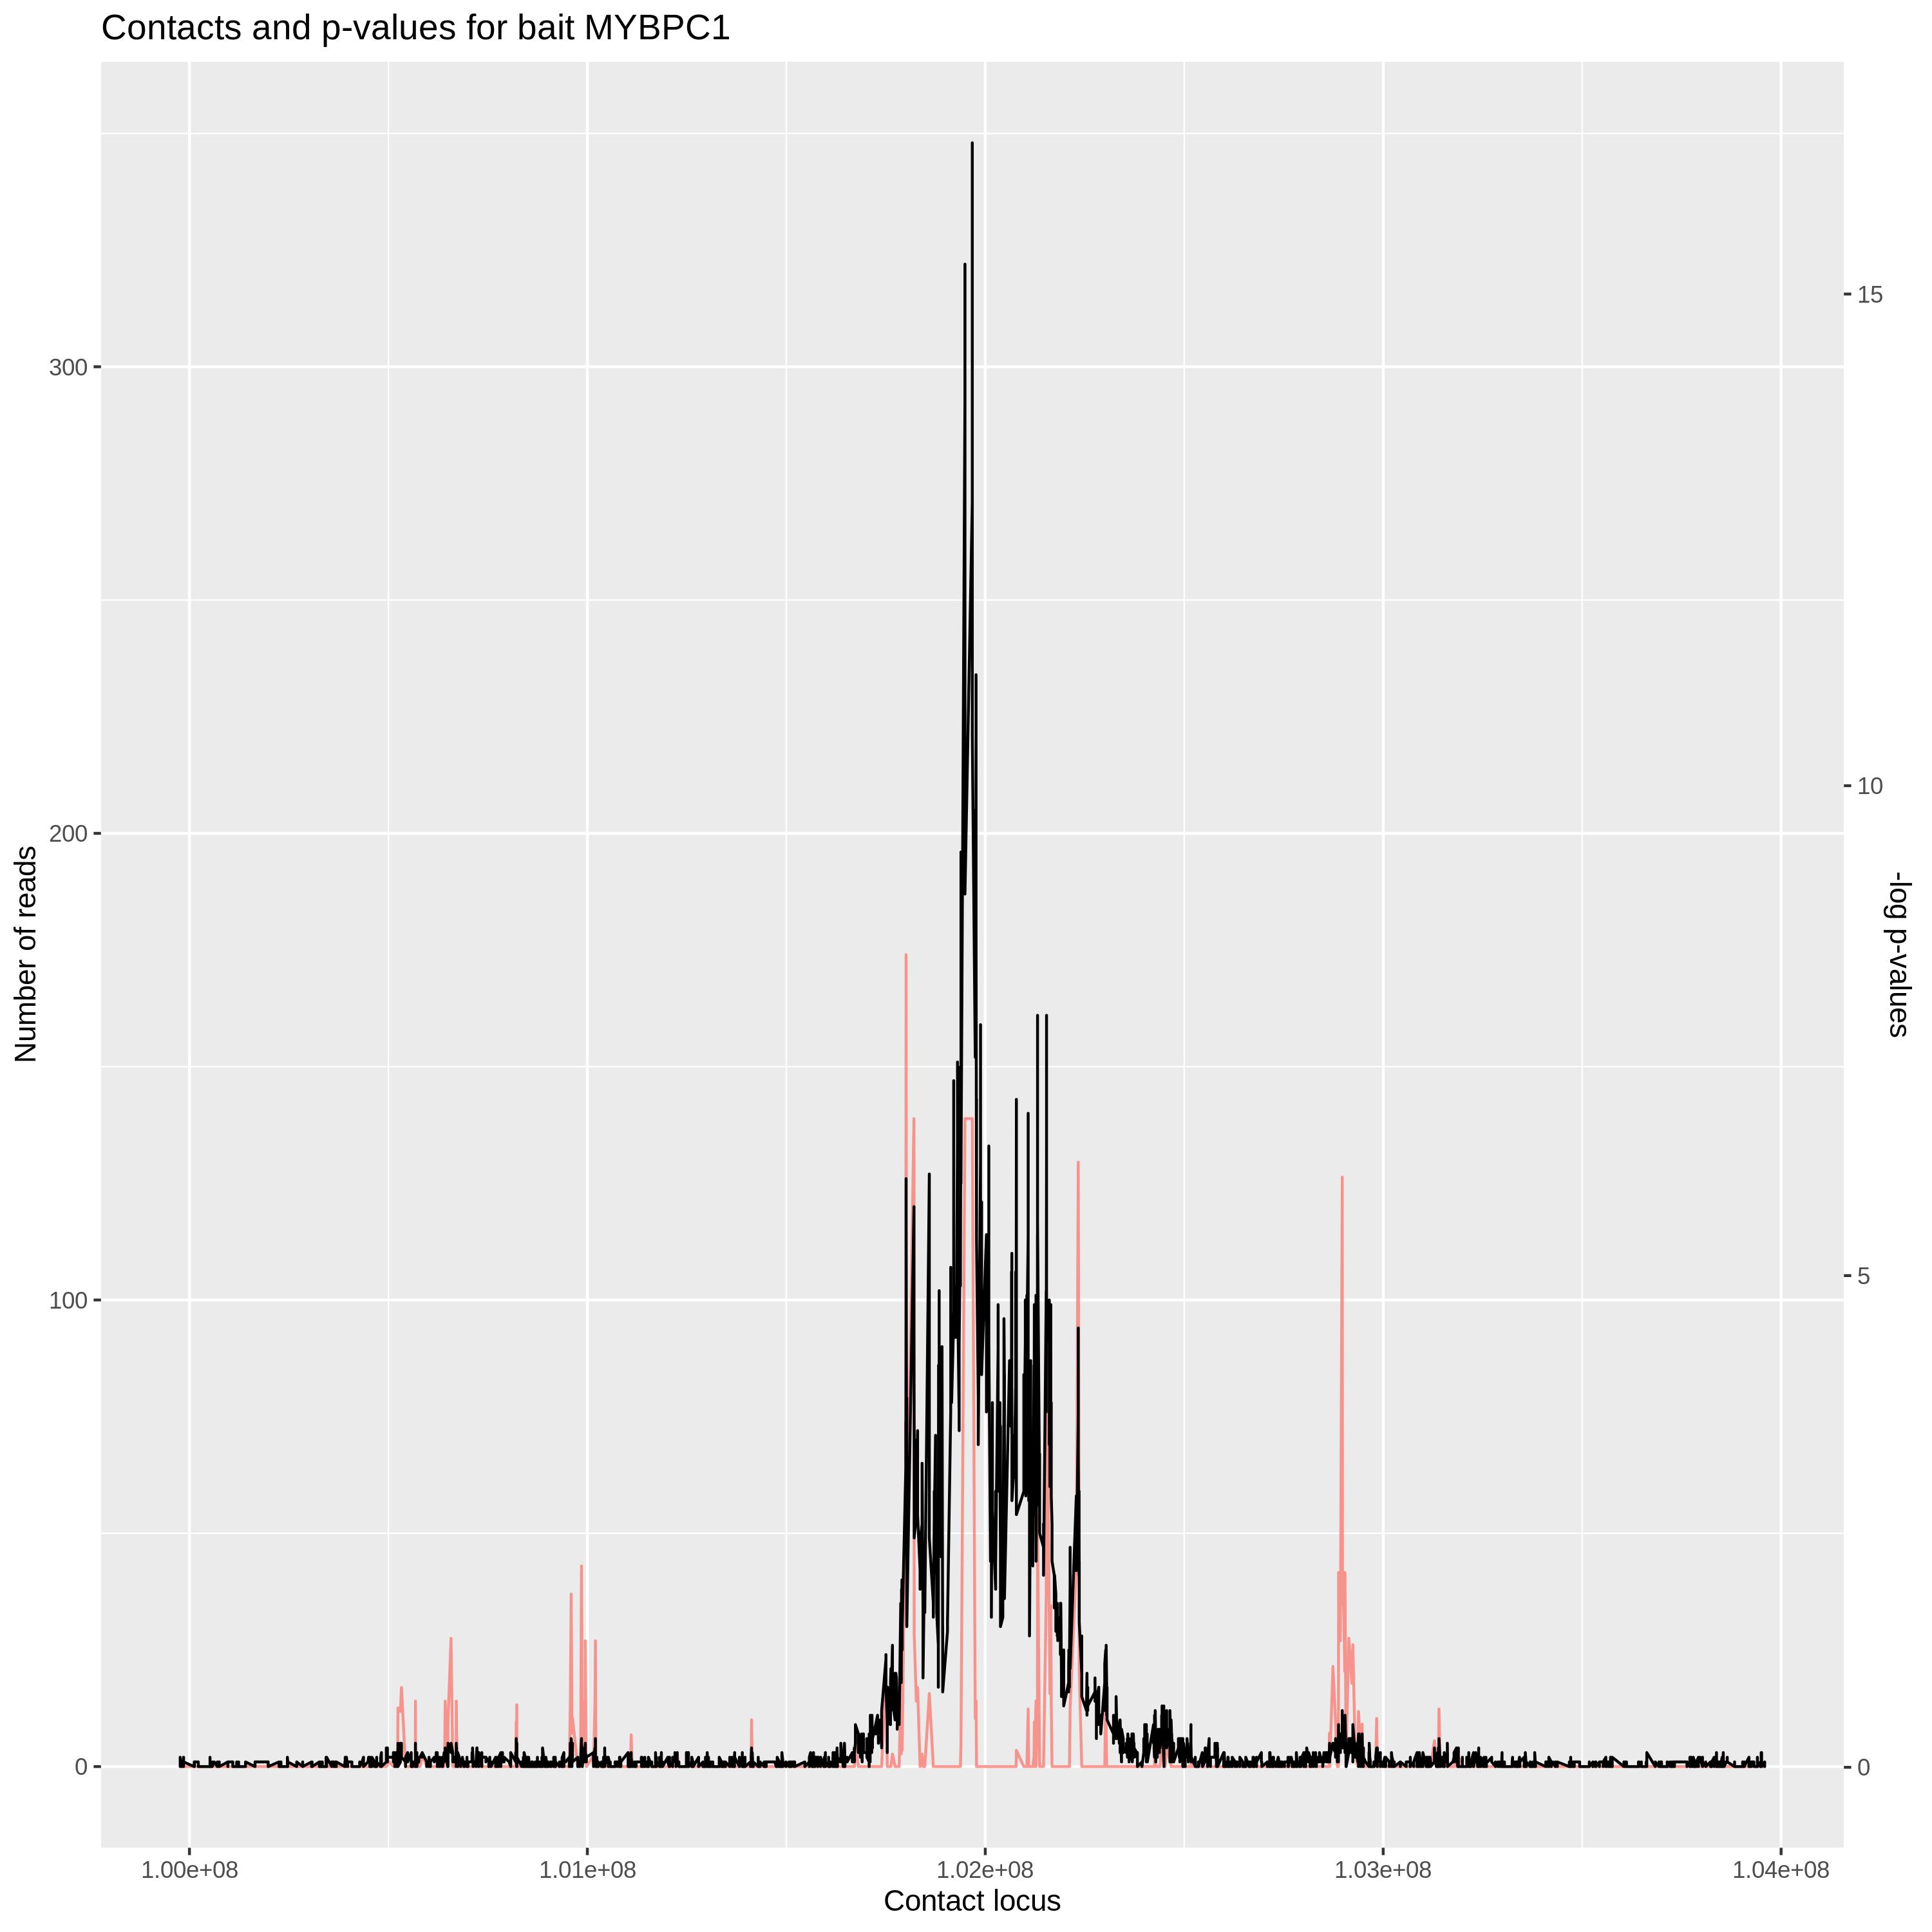 Contacts and p-values for bait MYBPC1
Number of reads
300
200
100
0
15
10
5
0
-log p-values
1.00e+08
1.01e+08
1.02e+08
1.03e+08
1.04e+08
Contact locus